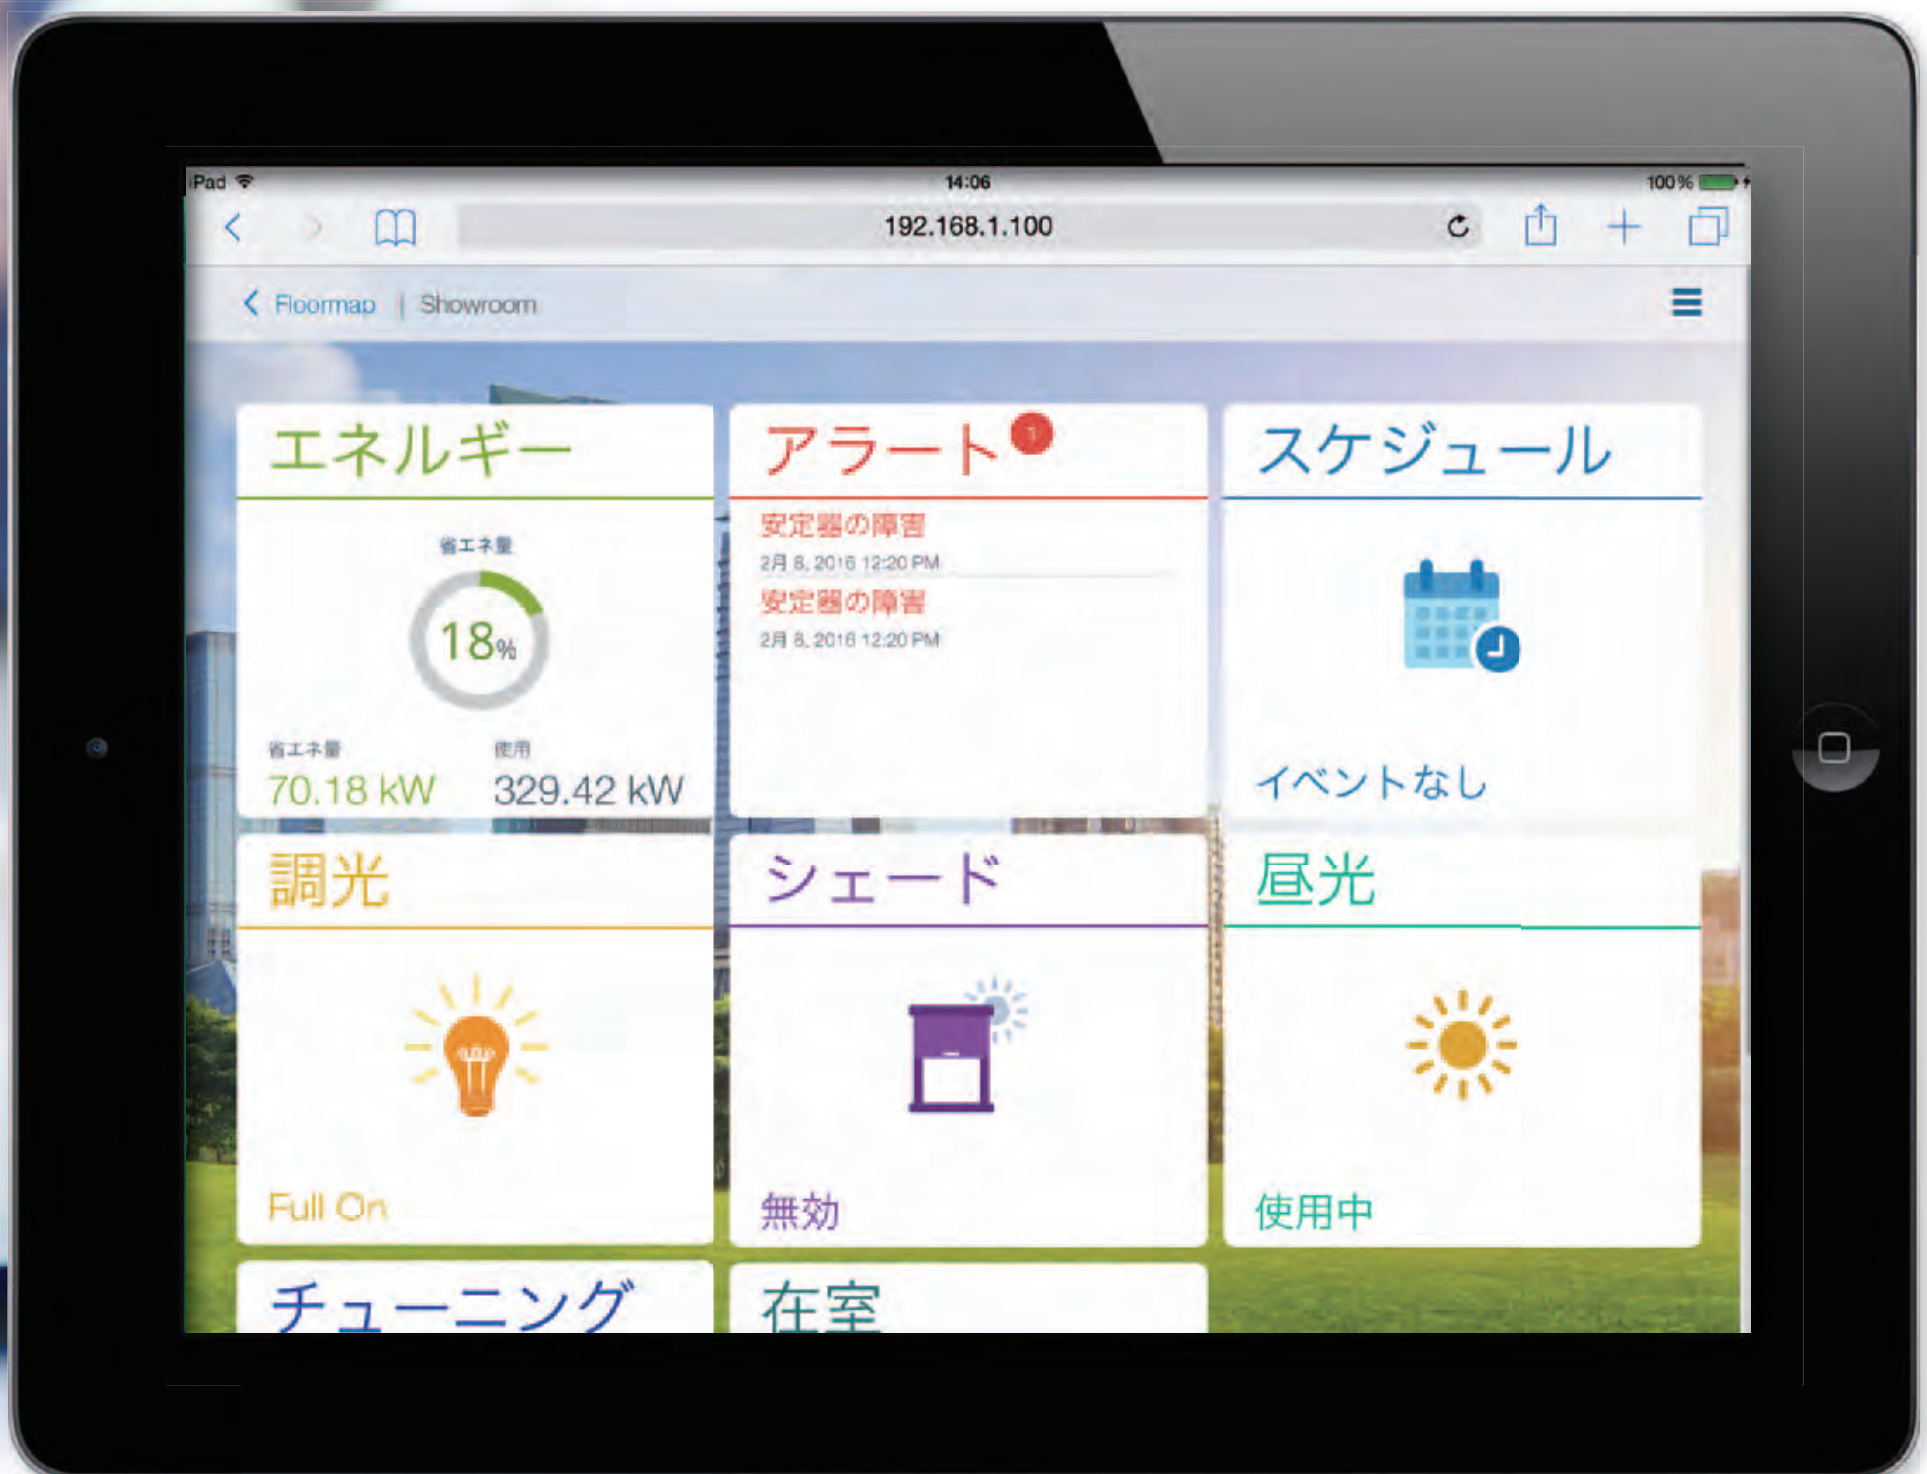 iPad 14:06 100%
192.168.1.100
Floormap | Showroom
エネルギー
省エネ量
18%
省エネ量 使用
70.18 kW 329.42 kW
アラート 1
安定器の障害
2月 8, 2016 12:20 PM
安定器の障害
2月 8, 2016 12:20 PM
スケジュール
イベントなし
調光
Full On
シェード
無効
昼光
使用中
チューニング
在室